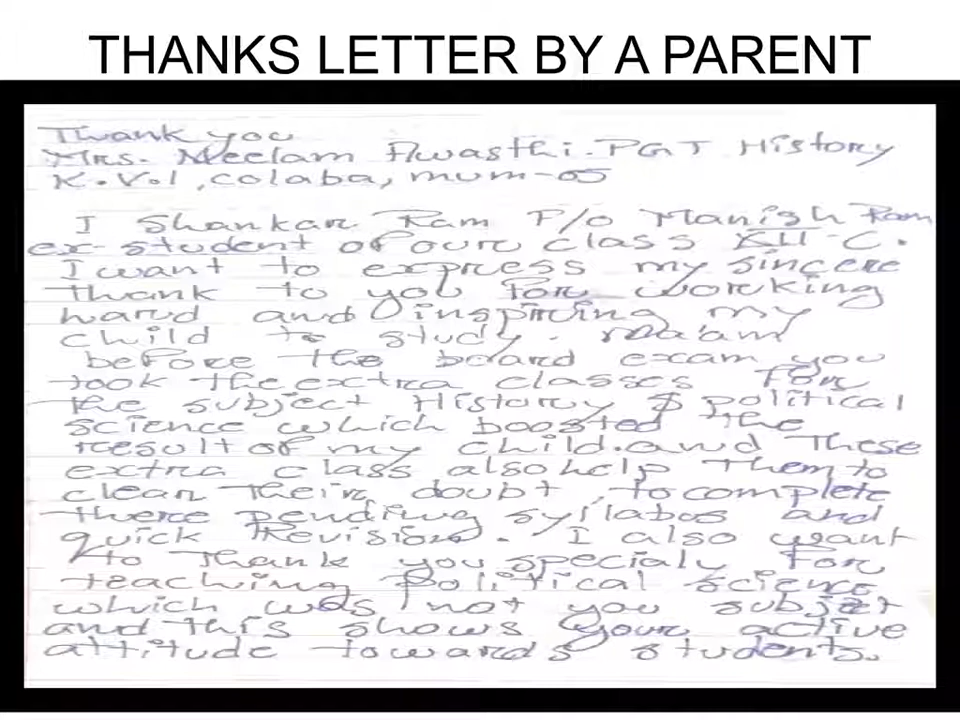 THANKS LETTER BY A PARENT
Thank you
Mrs. Neelam Awasthi. PGT History
K.V.1, colaba, mum-05
I Shankar Ram F/o Manish Ram
ex-student of our class XII-C.
I want to express my sincere
thank to you for working
hard and inspiring my
child to study. Ma'am
before the board exam you
took the extra classes for
the subject History & political
science which boosted the
result of my child.and These
extra class also help them to
clear their doubt, to complete
there pending syllabos and
quick Revision. I also want
to thank you specialy for
teaching Political science
which was not you subject
and this shows your active
attitude towards students.